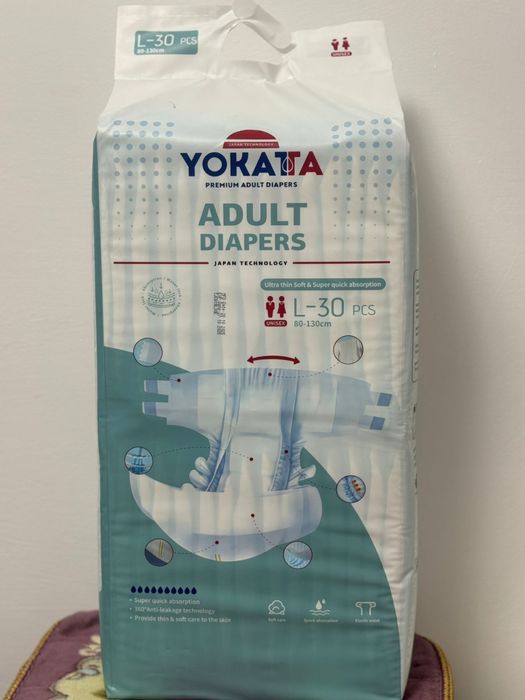 L-30 PCS
80-130cm
UNISEX
JAPAN TECHNOLOGY
YOKATTA
PREMIUM ADULT DIAPERS
ADULT
DIAPERS
JAPAN TECHNOLOGY
Ultra thin Soft & Super quick absorption
L-30 PCS
UNISEX
80-130cm
• Super quick absorption
• 360°Anti-leakage technology
• Provide thin & soft care to the skin
Soft care
Quick absorption
Elastic waist